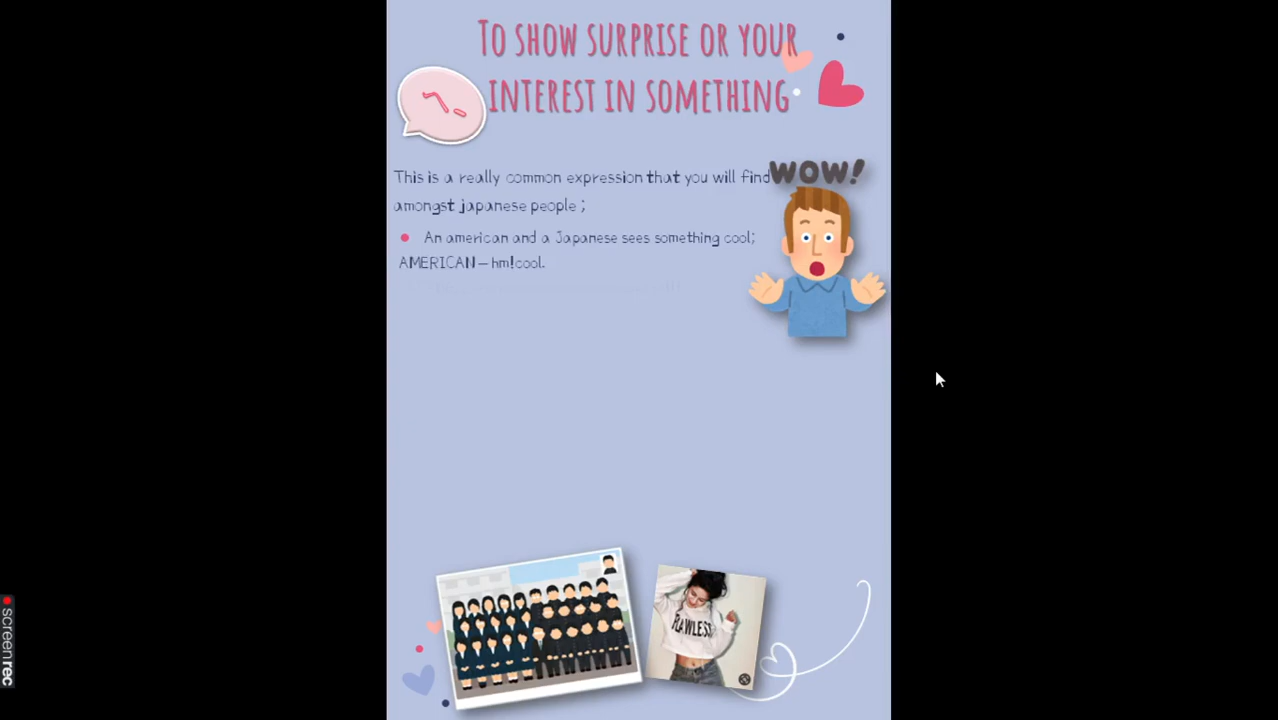 TO SHOW SURPRISE OR YOUR
INTEREST IN SOMETHING
へ.
WOW!
This is a really common expression that you will find
amongst japanese people ;
An american and a Japanese sees something cool;
AMERICAN – hm!cool.
FLAWLESS
screenrec